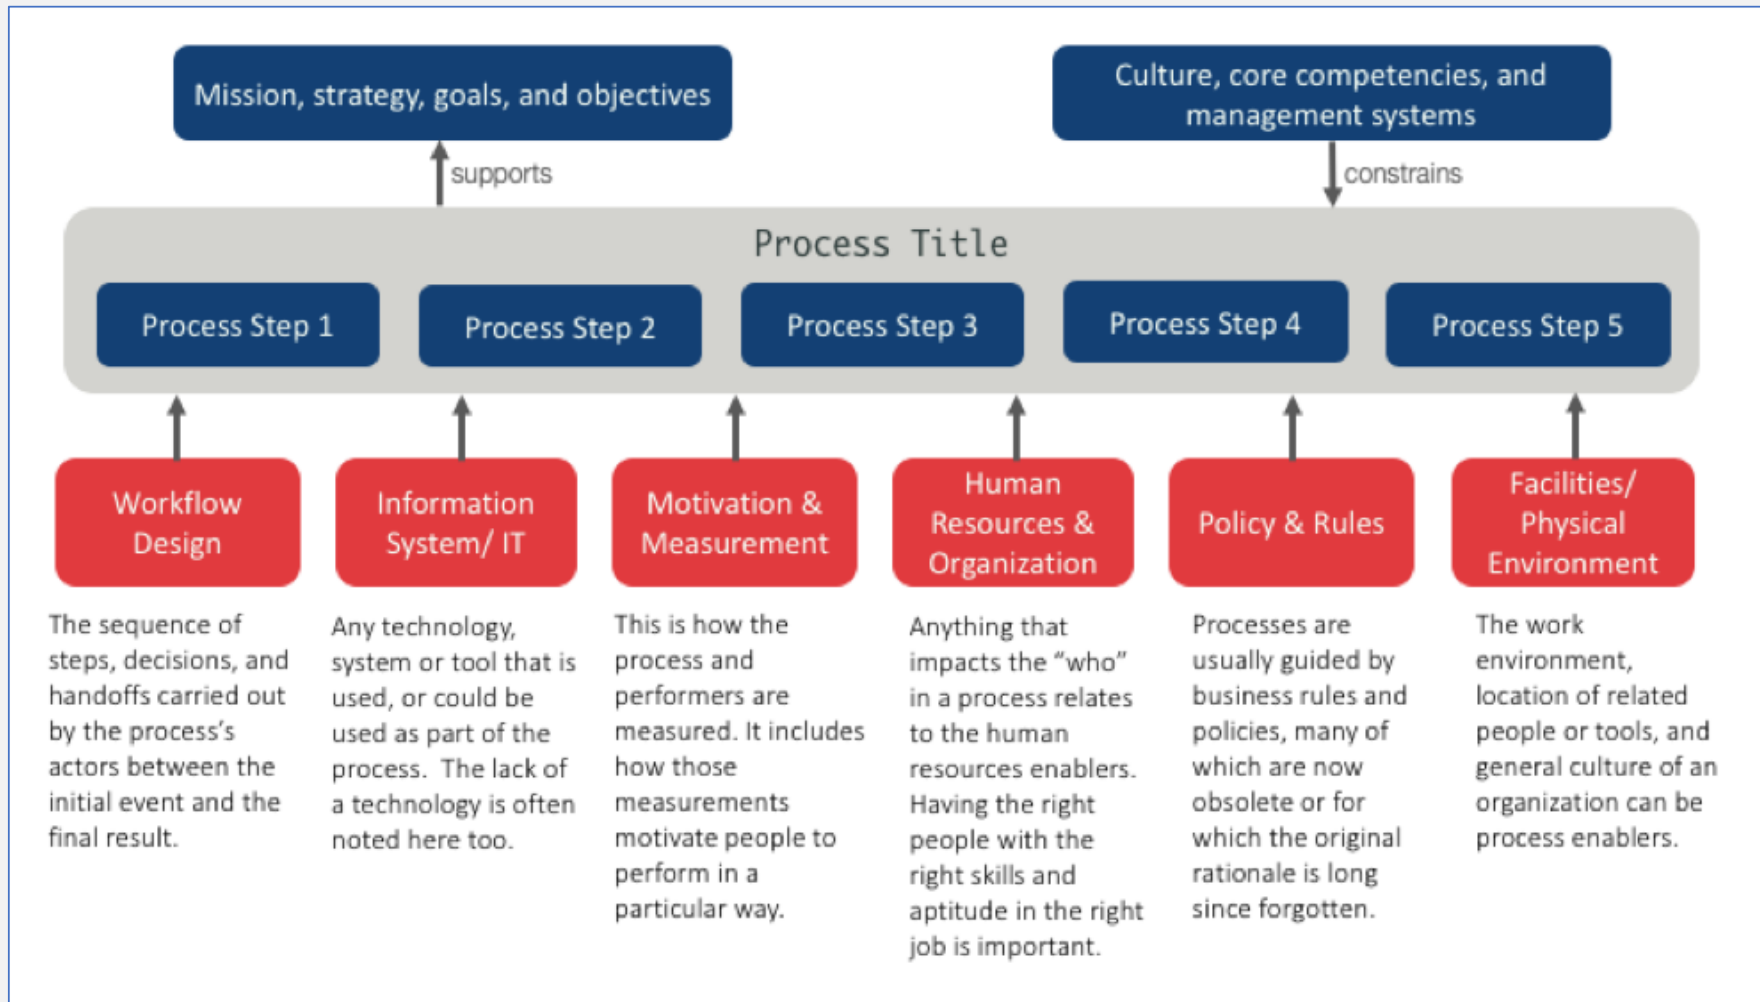 Mission, strategy, goals, and objectives
Culture, core competencies, and
management systems
supports
constrains
Process Title
Process Step 1
Process Step 2
Process Step 3
Process Step 4
Process Step 5
Workflow
Design
Information
System/ IT
Motivation &
Measurement
Human
Resources &
Organization
Policy & Rules
Facilities/
Physical
Environment
The sequence of
steps, decisions, and
handoffs carried out
by the process’s
actors between the
initial event and the
final result.
Any technology,
system or tool that is
used, or could be
used as part of the
process.  The lack of
a technology is often
noted here too.
This is how the
process and
performers are
measured. It includes
how those
measurements
motivate people to
perform in a
particular way.
Anything that
impacts the “who”
in a process relates
to the human
resources enablers.
Having the right
people with the
right skills and
aptitude in the right
job is important.
Processes are
usually guided by
business rules and
policies, many of
which are now
obsolete or for
which the original
rationale is long
since forgotten.
The work
environment,
location of related
people or tools, and
general culture of an
organization can be
process enablers.